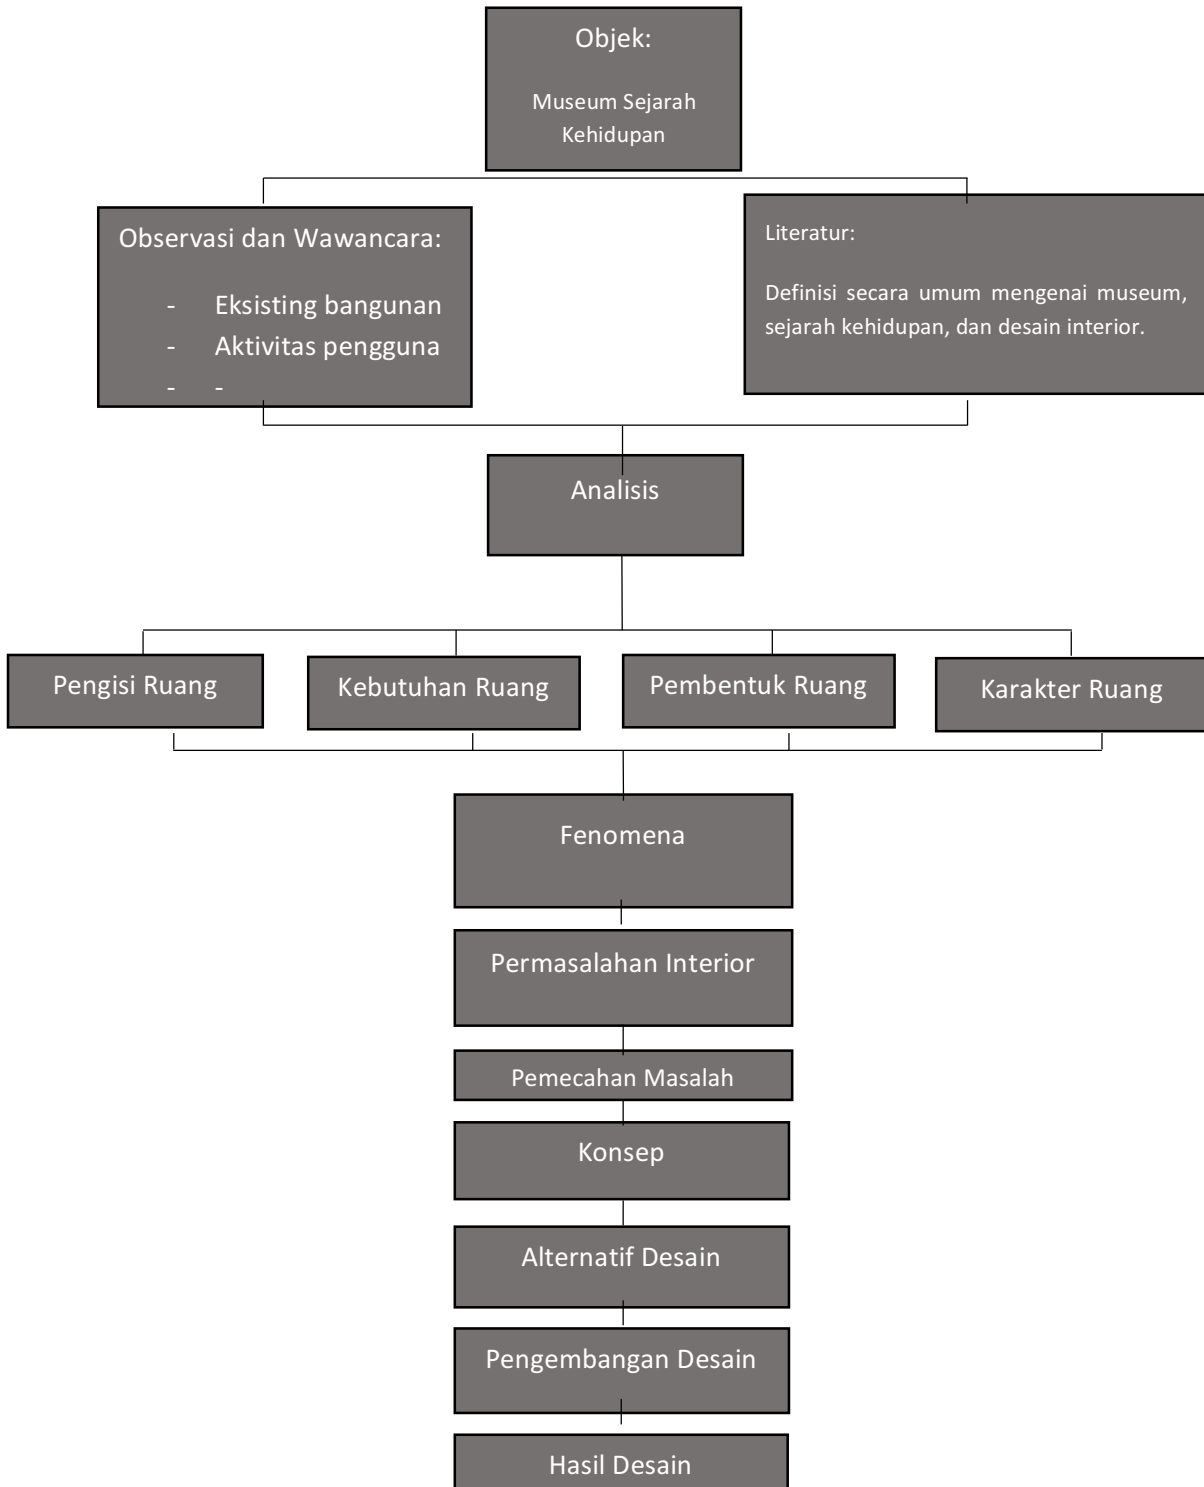 Objek:
Museum Sejarah
Kehidupan
Observasi dan Wawancara:
- Eksisting bangunan
- Aktivitas pengguna
- -
Literatur:
Definisi secara umum mengenai museum,
sejarah kehidupan, dan desain interior.
Analisis
Pengisi Ruang
Kebutuhan Ruang
Pembentuk Ruang
Karakter Ruang
Fenomena
Permasalahan Interior
Pemecahan Masalah
Konsep
Alternatif Desain
Pengembangan Desain
Hasil Desain